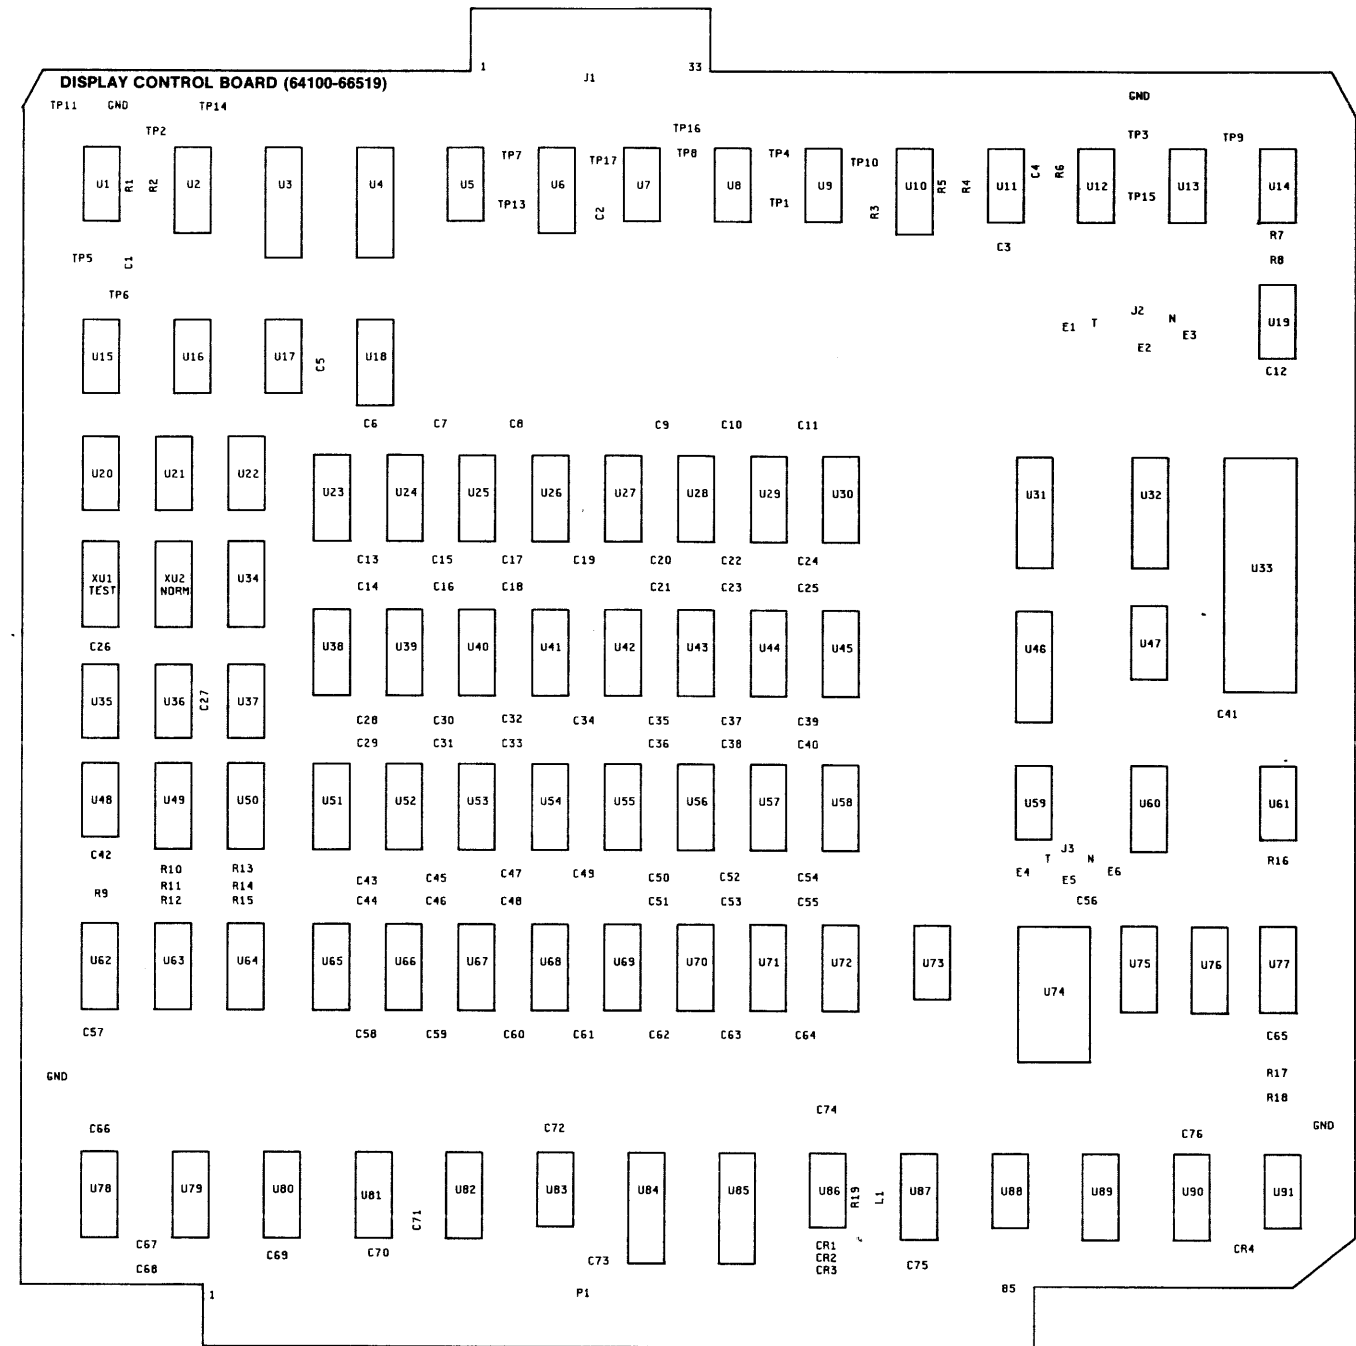 1 J1 33
DISPLAY CONTROL BOARD (64100-66519)
TP11 GND TP14 GND
TP2 TP16 TP3 TP9
TP7 TP17 TP8 TP4 TP10
U1 R1 R2 U2 U3 U4 U5 U6 U7 U8 U9 U10 R5 R4 U11 C4 R6 U12 U13 U14
TP13 C2 TP1 R3 TP15
R7
C3
TP5 C1 R8
TP6
J2
E1 T N U19
E3
E2
U15 U16 U17 C5 U18
C12
C6 C7 C8 C9 C10 C11
U20 U21 U22
U23 U24 U25 U26 U27 U28 U29 U30 U31 U32
C13 C15 C17 C19 C20 C22 C24
U33
XU1 XU2 U34
TEST NORM
C14 C16 C18 C21 C23 C25
C26
U38 U39 U40 U41 U42 U43 U44 U45 U46 U47
U35 U36 C27 U37
C28 C30 C32 C34 C35 C37 C39 C41
C29 C31 C33 C36 C38 C40
U48 U49 U50 U51 U52 U53 U54 U55 U56 U57 U58 U59 U60 U61
C42 J3
T N R16
R10 R13 C43 C45 C47 C49 C50 C52 C54 E4 E6
R11 R14 E5
R9
R12 R15 C44 C46 C48 C51 C53 C55 C56
U62 U63 U64 U65 U66 U67 U68 U69 U70 U71 U72 U73 U75 U76 U77
U74
C57 C58 C59 C60 C61 C62 C63 C64 C65
GND R17
R18
C74
C66 C72 C76 GND
U78 U79 U80 U81 U82 U83 U84 U85 U86 R19 L1 U87 U88 U89 U90 U91
C71
C67 CR1 CR4
C69 C70 C73 CR2 C75
C68 CR3
1 P1 85